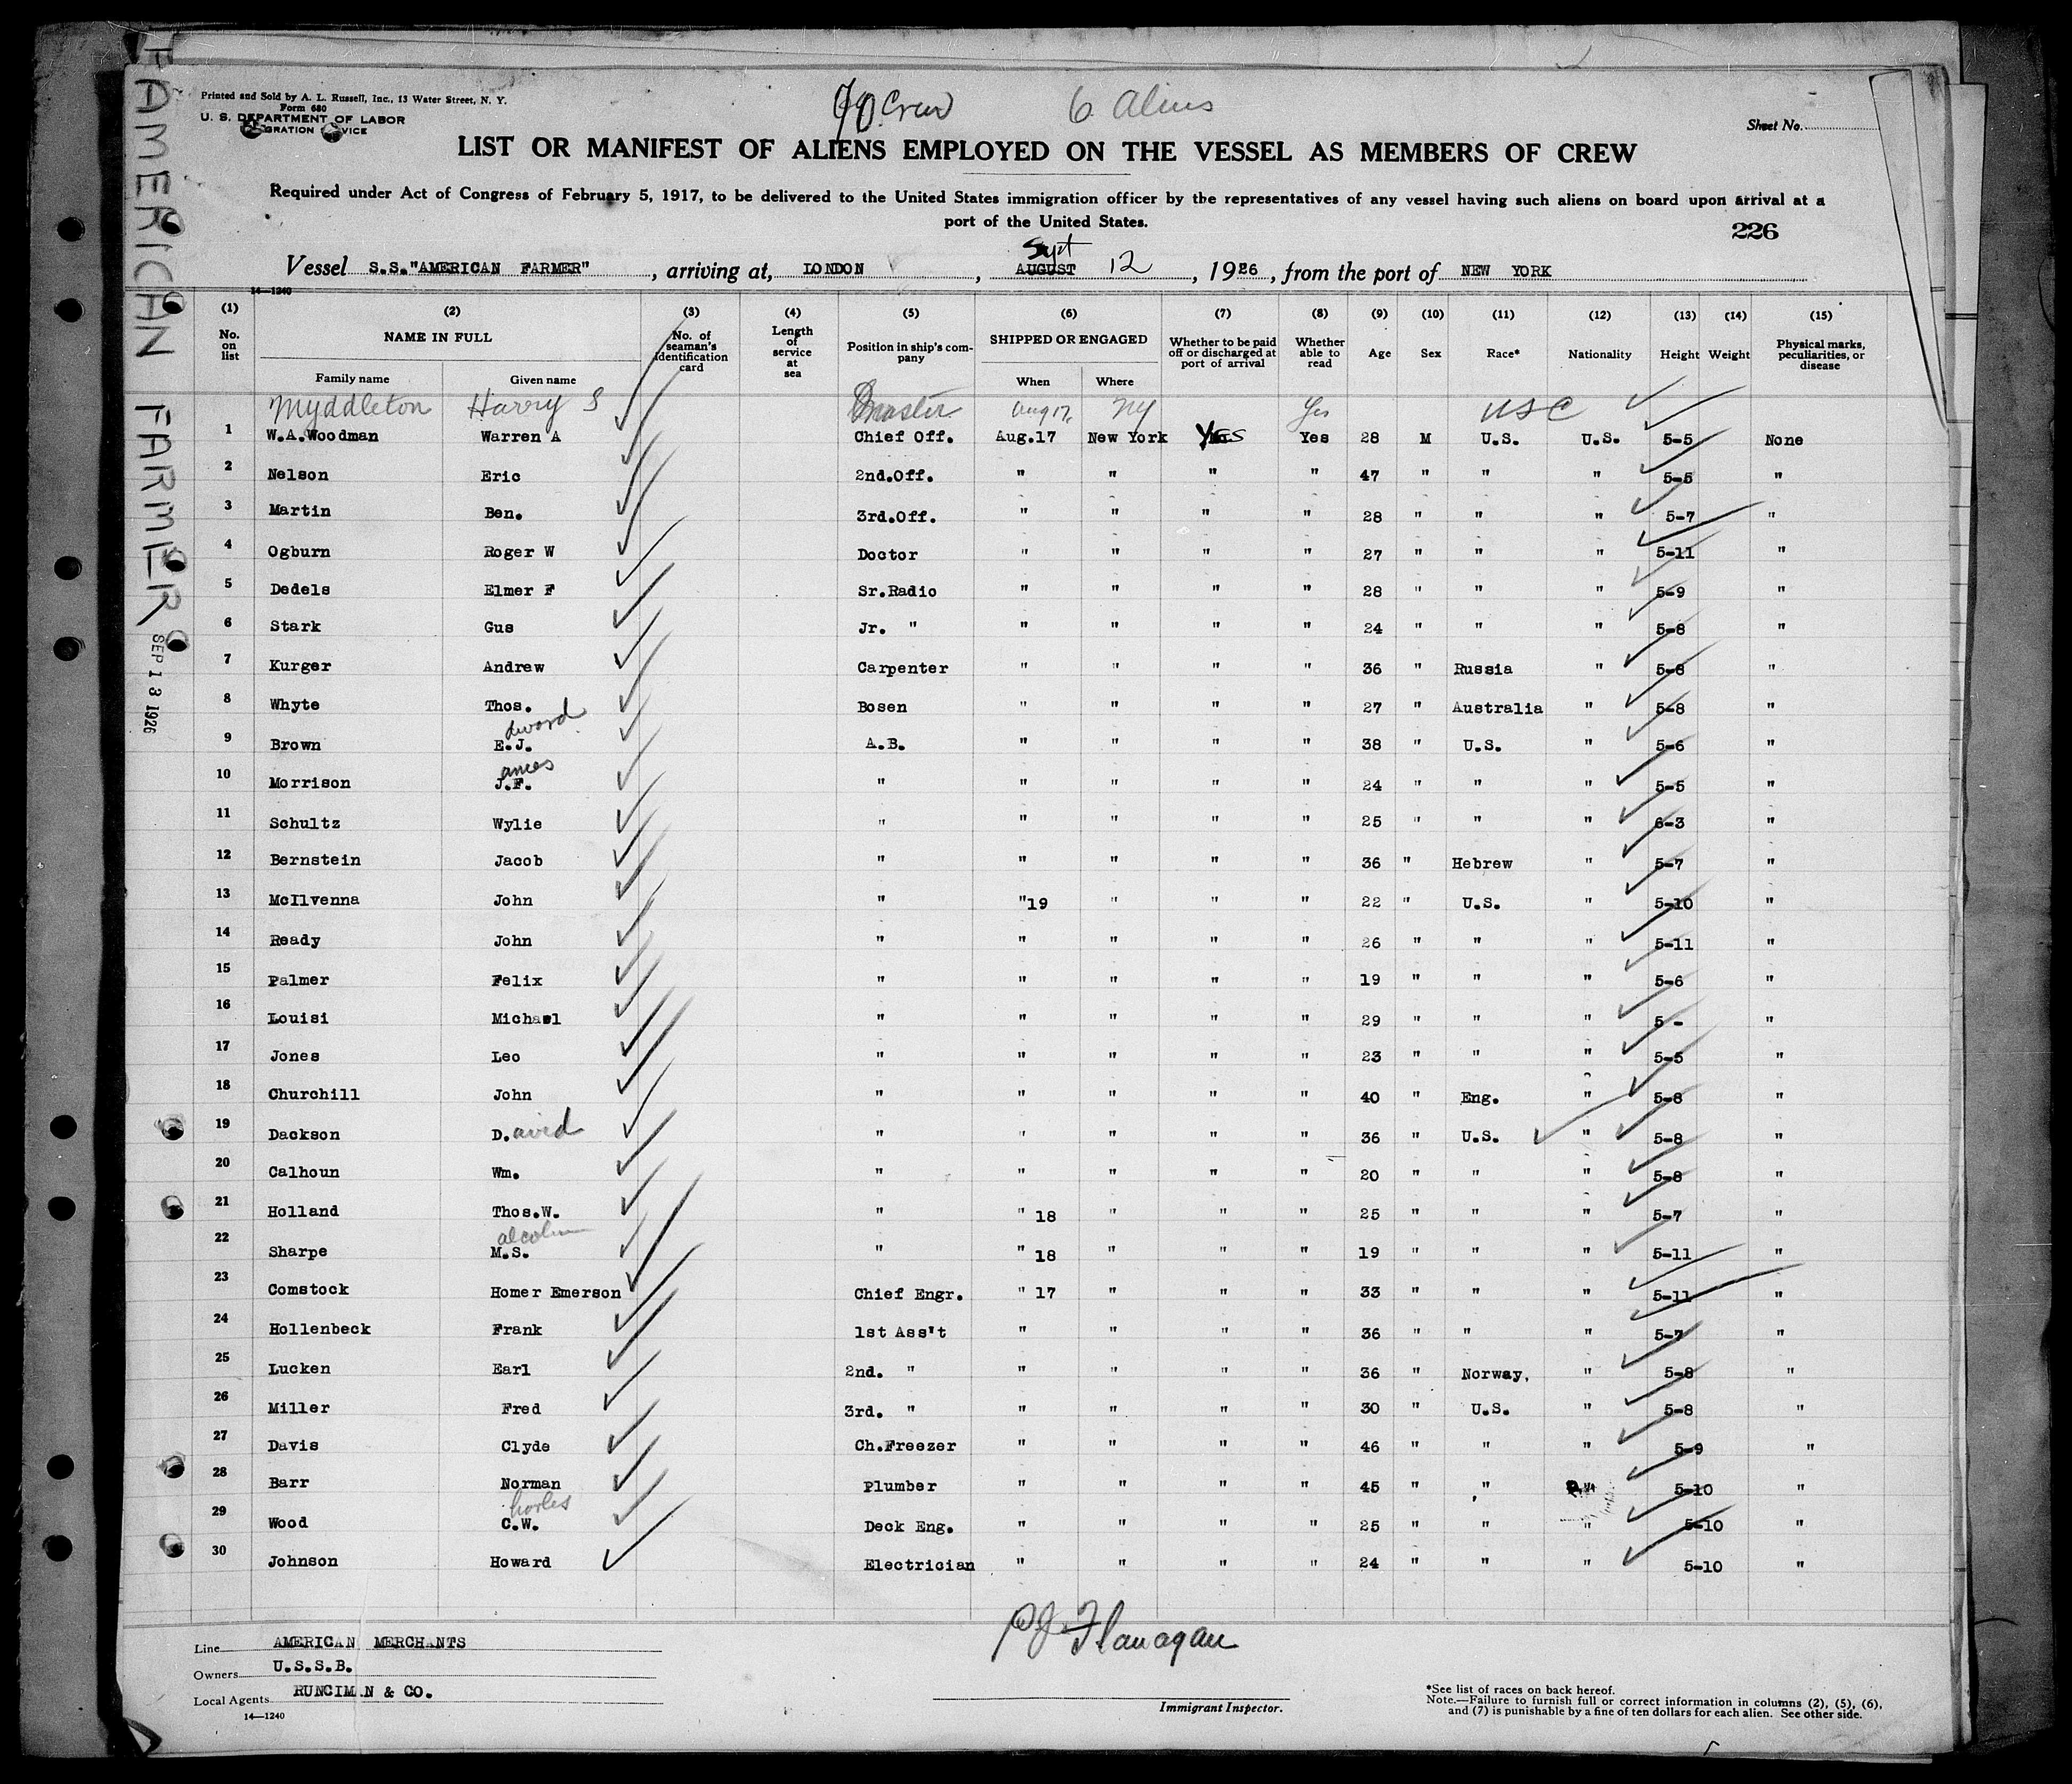 Printed and Sold by A. L. Russell, Inc., 13 Water Street, N. Y.
Form 680
U. S. DEPARTMENT OF LABOR
GRATION VICE
Crew 6 Aliens
Sheet No.
LIST OR MANIFEST OF ALIENS EMPLOYED ON THE VESSEL AS MEMBERS OF CREW
Required under Act of Congress of February 5, 1917, to be delivered to the United States immigration officer by the representatives of any vessel having such aliens on board upon arrival at a
port of the United States.
226
Sept
Vessel S.S."AMERICAN FARMER" , arriving at, LONDON , AUGUST 12 , 1926 , from the port of NEW YORK
14—1240
(1) (2) (3) (4) (5) (6) (7) (8) (9) (10) (11) (12) (13) (14) (15)
No. on list NAME IN FULL Family name Given name No. of seaman's identification card Length of service at sea Position in ship's company SHIPPED OR ENGAGED When Where Whether to be paid off or discharged at port of arrival Whether able to read Age Sex Race* Nationality Height Weight Physical marks, peculiarities, or disease
Myddleton Harry S Master Aug 17, NY Yes USC
1 W.A.Woodman Warren A Chief Off. Aug.17 New York YES Yes 28 M U.S. U.S. 5-5 None
2 Nelson Eric 2nd.Off. " " " " 47 " " " 5-5 "
3 Martin Ben. 3rd.Off. " " " " 28 " " " 5-7 "
4 Ogburn Roger W Doctor " " " " 27 " " " 5-11 "
5 Dedels Elmer F Sr.Radio " " " " 28 " " " 5-9 "
6 Stark Gus Jr. " " " " " 24 " " " 5-8 "
7 Kurger Andrew Carpenter " " " " 36 " Russia " 5-8 "
8 Whyte Thos. Bosen " " " " 27 " Australia " 5-8 "
dward
9 Brown E.J. A.B. " " " " 38 " U.S. " 5-6 "
ames
10 Morrison J.F. " " " " " 24 " " " 5-5 "
11 Schultz Wylie " " " " " 25 " " " 6-3 "
12 Bernstein Jacob " " " " " 36 " Hebrew " 5-7 "
13 McIlvenna John " "19 " " " 22 " U.S. " 5-10 "
14 Ready John " " " " " 26 " " " 5-11 "
15 Palmer Felix " " " " " 19 " " " 5-6 "
16 Louisi Michael " " " " " 29 " " " 5 - "
17 Jones Leo " " " " " 23 " " " 5-5 "
18 Churchill John " " " " " 40 " Eng. " 5-8 "
19 Dackson D.avid " " " " " 36 " U.S. " 5-8 "
20 Calhoun Wm. " " " " " 20 " " " 5-8 "
21 Holland Thos.W. " " 18 " " " 25 " " " 5-7 "
alcolm
22 Sharpe M.S. " " 18 " " " 19 " " " 5-11 "
23 Comstock Homer Emerson Chief Engr. " 17 " " " 33 " " " 5-11 "
24 Hollenbeck Frank 1st Ass't " " " " 36 " " " 5-7 "
25 Lucken Earl 2nd. " " " " " 36 " Norway, " 5-8 "
26 Miller Fred 3rd. " " " " " 30 " U.S. " 5-8 "
27 Davis Clyde Ch.Freezer " " " " 46 " " " 5-9 "
28 Barr Norman Plumber " " " " 45 " " 5-10 "
harles
29 Wood C.W. Deck Eng. " " " " 25 " " " 5-10 "
30 Johnson Howard Electrician " " " " 24 " " " 5-10 "
Flanagan
Line AMERICAN MERCHANTS
Owners U.S.S.B.
Local Agents RUNCIM N & CO.
14—1240
Immigrant Inspector.
*See list of races on back hereof.
Note.—Failure to furnish full or correct information in columns (2), (5), (6),
and (7) is punishable by a fine of ten dollars for each alien. See other side.
AMERICAN FARMER
SEP 13 1926